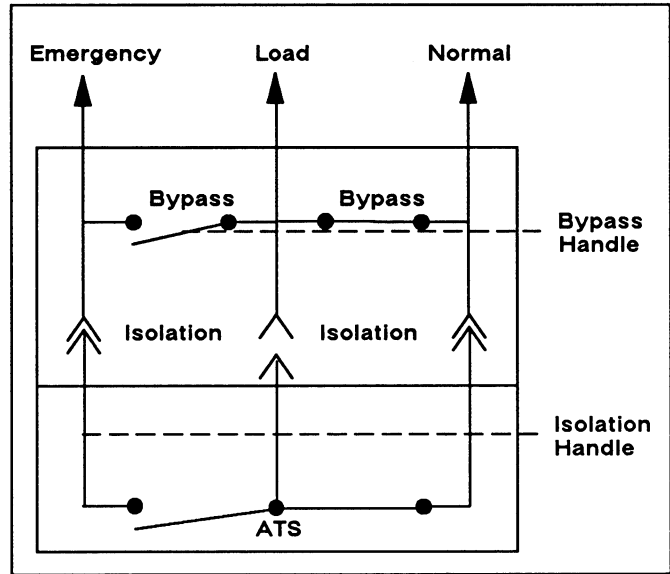 Emergency
Load
Normal
Bypass
Bypass
Bypass
Handle
Isolation
Isolation
Isolation
Handle
ATS